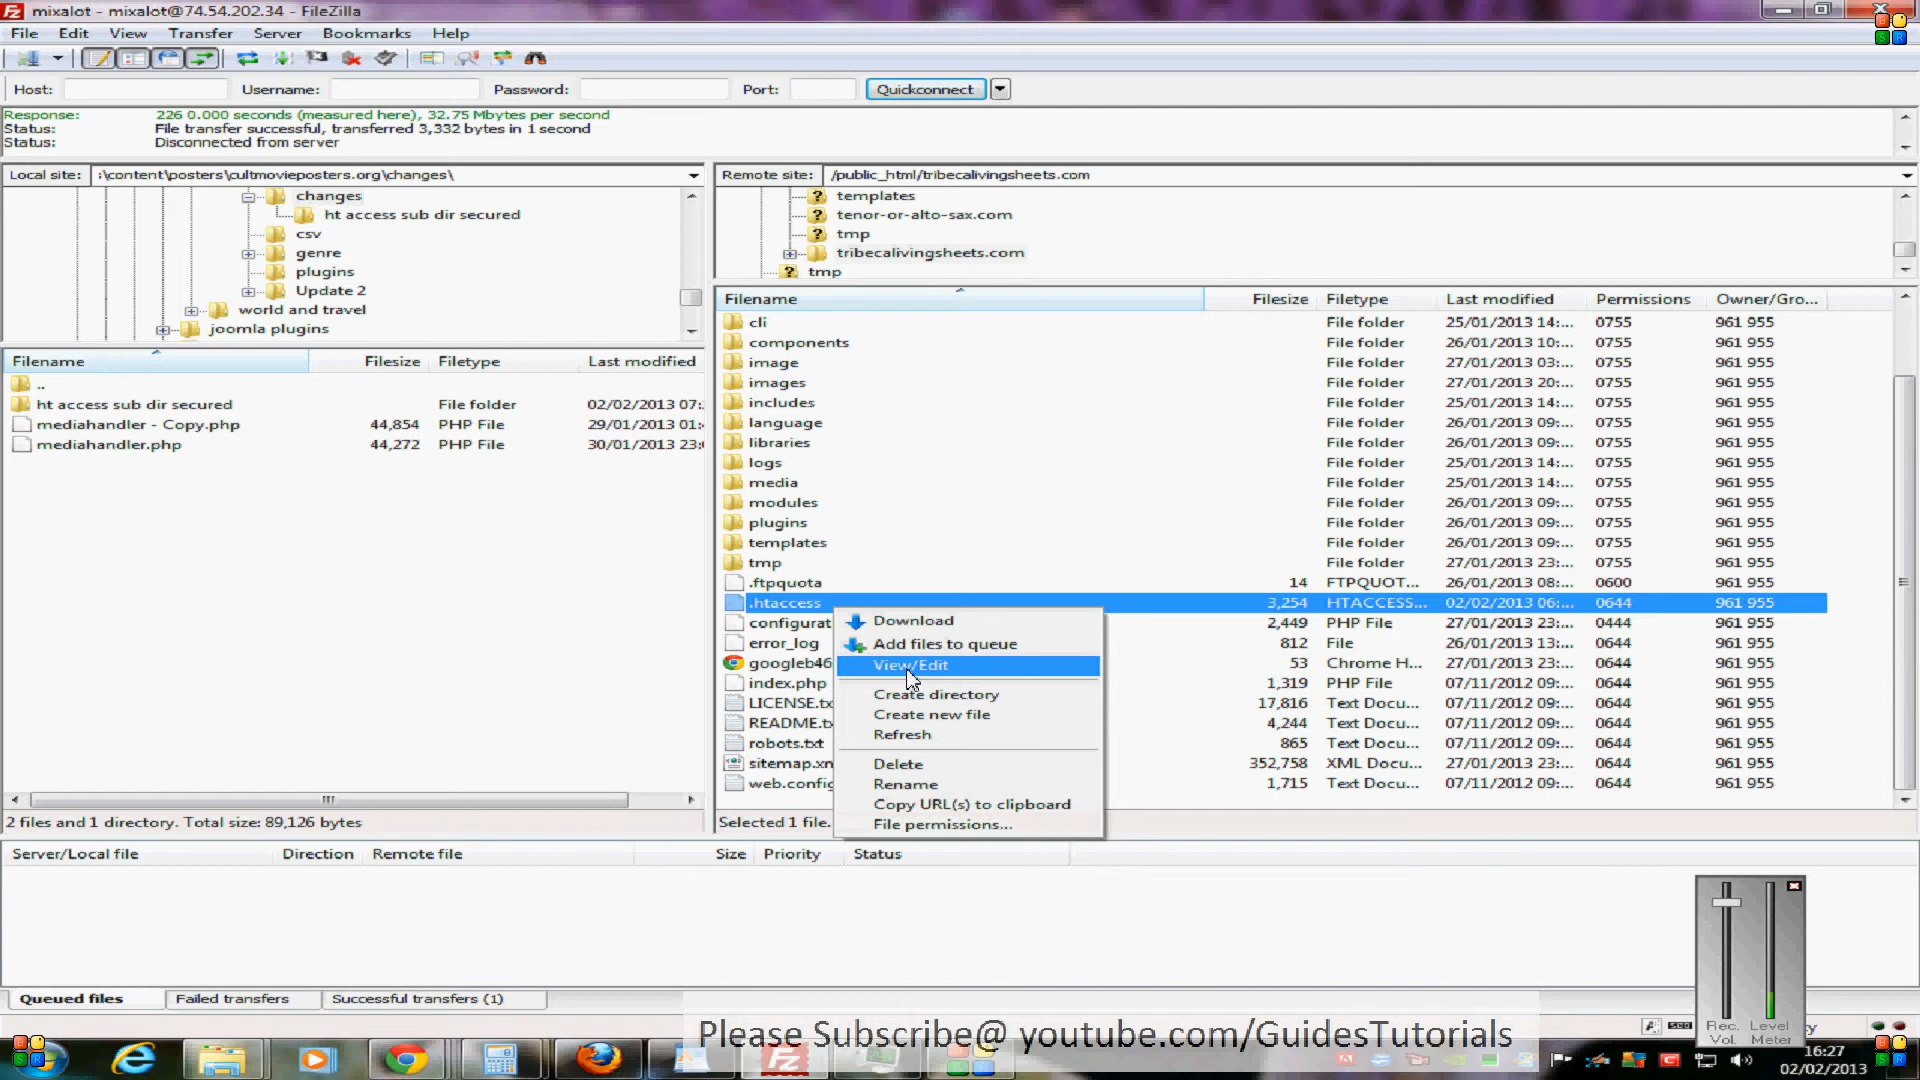 mixalot - mixalot@74.54.202.34 - FileZilla
File Edit View Transfer Server Bookmarks Help
Host: Username: Password: Port: Quickconnect
Response: 226 0.000 seconds (measured here), 32.75 Mbytes per second
Status: File transfer successful, transferred 3,332 bytes in 1 second
Status: Disconnected from server
Local site: :\content\posters\cultmovieposters.org\changes\
changes
ht access sub dir secured
csv
genre
plugins
Update 2
world and travel
joomla plugins
Filename Filesize Filetype Last modified
..
ht access sub dir secured File folder 02/02/2013 07:
mediahandler - Copy.php 44,854 PHP File 29/01/2013 01:
mediahandler.php 44,272 PHP File 30/01/2013 23:
2 files and 1 directory. Total size: 89,126 bytes
Remote site: /public_html/tribecalivingsheets.com
templates
tenor-or-alto-sax.com
tmp
tribecalivingsheets.com
tmp
Filename Filesize Filetype Last modified Permissions Owner/Gro...
cli File folder 25/01/2013 14:... 0755 961 955
components File folder 26/01/2013 10:... 0755 961 955
image File folder 27/01/2013 03:... 0755 961 955
images File folder 27/01/2013 20:... 0755 961 955
includes File folder 25/01/2013 14:... 0755 961 955
language File folder 26/01/2013 09:... 0755 961 955
libraries File folder 26/01/2013 09:... 0755 961 955
logs File folder 25/01/2013 14:... 0755 961 955
media File folder 25/01/2013 14:... 0755 961 955
modules File folder 26/01/2013 09:... 0755 961 955
plugins File folder 26/01/2013 09:... 0755 961 955
templates File folder 26/01/2013 09:... 0755 961 955
tmp File folder 27/01/2013 23:... 0755 961 955
.ftpquota 14 FTPQUOT... 26/01/2013 08:... 0600 961 955
.htaccess 3,254 HTACCESS... 02/02/2013 06:... 0644 961 955
configurat 2,449 PHP File 27/01/2013 23:... 0444 961 955
error_log 812 File 26/01/2013 13:... 0644 961 955
googleb46 53 Chrome H... 27/01/2013 23:... 0644 961 955
index.php 1,319 PHP File 07/11/2012 09:... 0644 961 955
LICENSE.tx 17,816 Text Docu... 07/11/2012 09:... 0644 961 955
README.tx 4,244 Text Docu... 07/11/2012 09:... 0644 961 955
robots.txt 865 Text Docu... 07/11/2012 09:... 0644 961 955
sitemap.xm 352,758 XML Docu... 27/01/2013 23:... 0644 961 955
web.config 1,715 Text Docu... 07/11/2012 09:... 0644 961 955
Selected 1 file.
Download
Add files to queue
View/Edit
Create directory
Create new file
Refresh
Delete
Rename
Copy URL(s) to clipboard
File permissions...
Server/Local file Direction Remote file Size Priority Status
Queued files Failed transfers Successful transfers (1)
Please Subscribe@ youtube.com/GuidesTutorials
Rec. Vol. Level Meter
16:27
02/02/2013